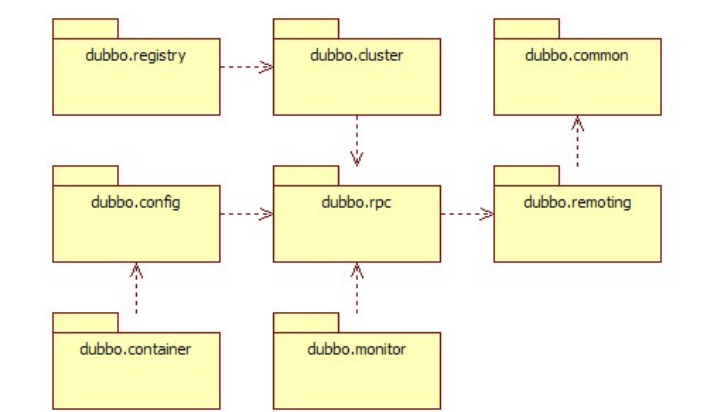 dubbo.registry
dubbo.cluster
dubbo.common
dubbo.config
dubbo.rpc
dubbo.remoting
dubbo.container
dubbo.monitor